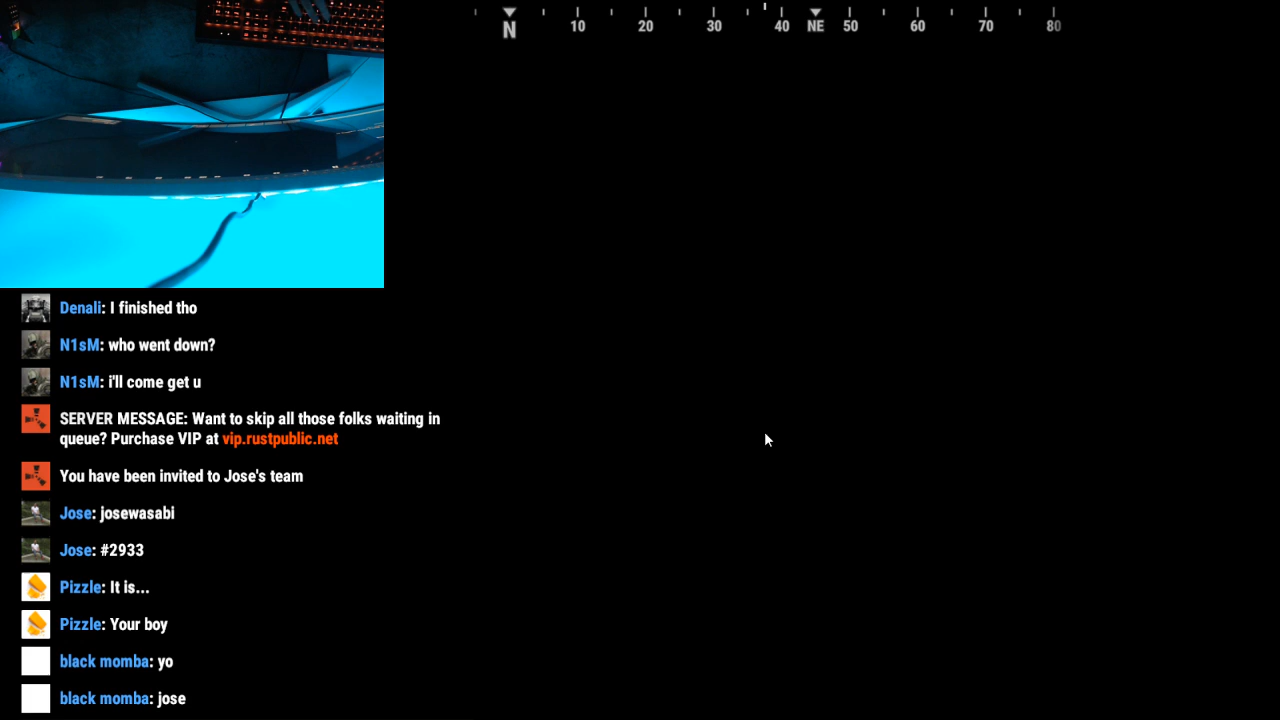 N 10 20 30 40 NE 50 60 70 80
Denali: I finished tho
N1sM: who went down?
N1sM: i'll come get u
SERVER MESSAGE: Want to skip all those folks waiting in
queue? Purchase VIP at vip.rustpublic.net
You have been invited to Jose's team
Jose: josewasabi
Jose: #2933
Pizzle: It is...
Pizzle: Your boy
black momba: yo
black momba: jose